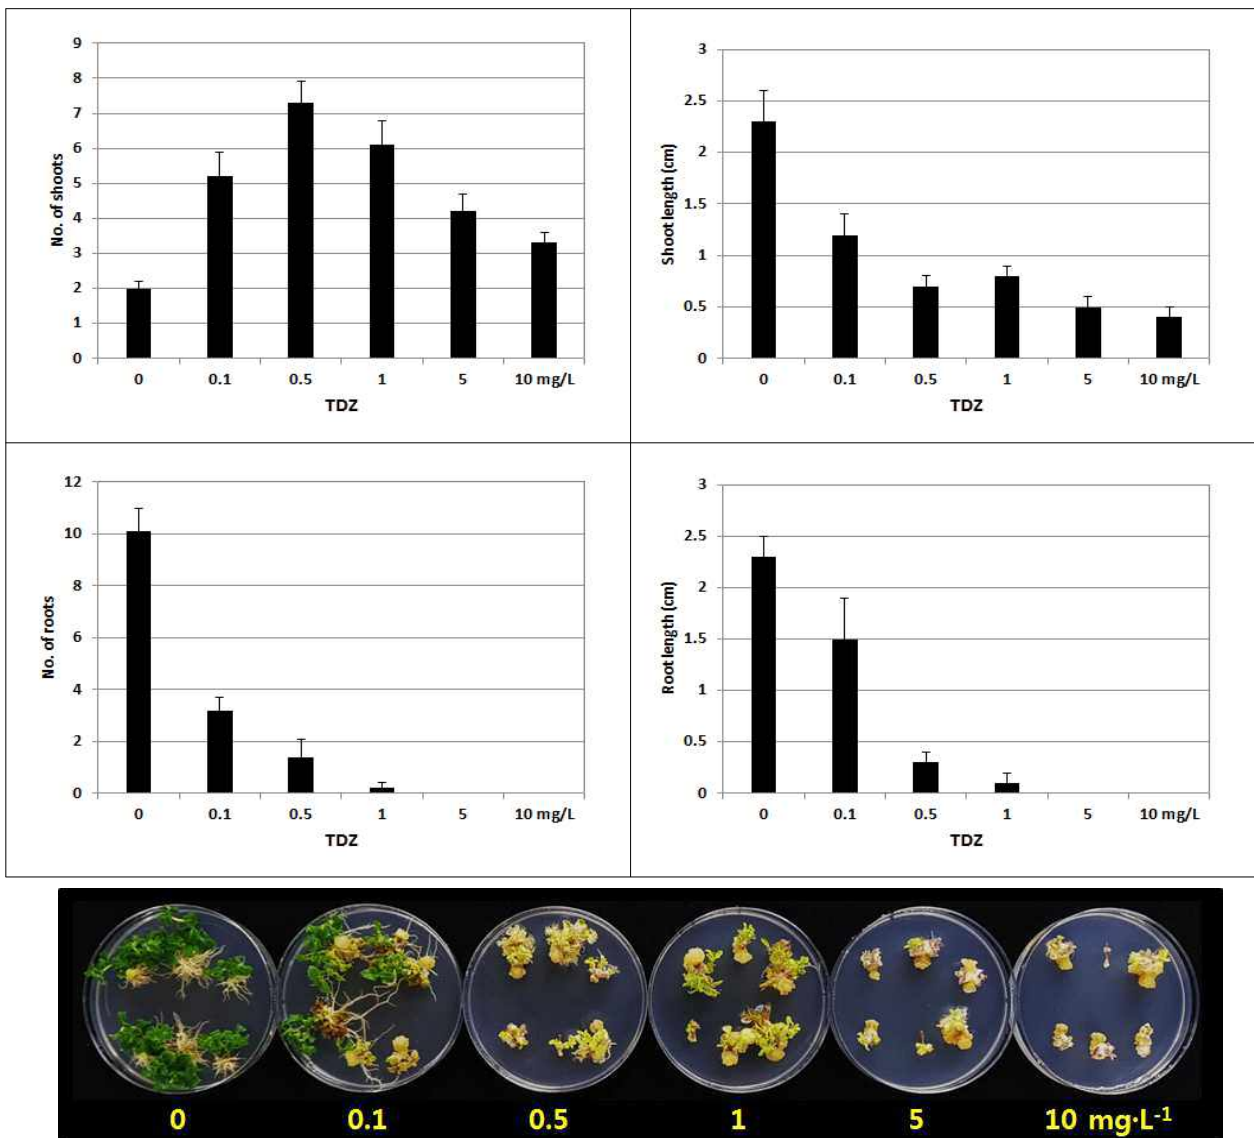 9
8
7
6
5
4
3
2
1
0
No. of shoots
0 0.1 0.5 1 5 10 mg/L
TDZ
3
2.5
2
1.5
1
0.5
0
Shoot length (cm)
0 0.1 0.5 1 5 10 mg/L
TDZ
12
10
8
6
4
2
0
No. of roots
0 0.1 0.5 1 5 10 mg/L
TDZ
3
2.5
2
1.5
1
0.5
0
Root length (cm)
0 0.1 0.5 1 5 10 mg/L
TDZ
0 0.1 0.5 1 5 10 mg·L⁻¹